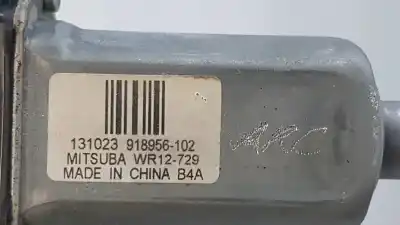 131023 918956-102
MITSUBA WR12-729
MADE IN CHINA B4A